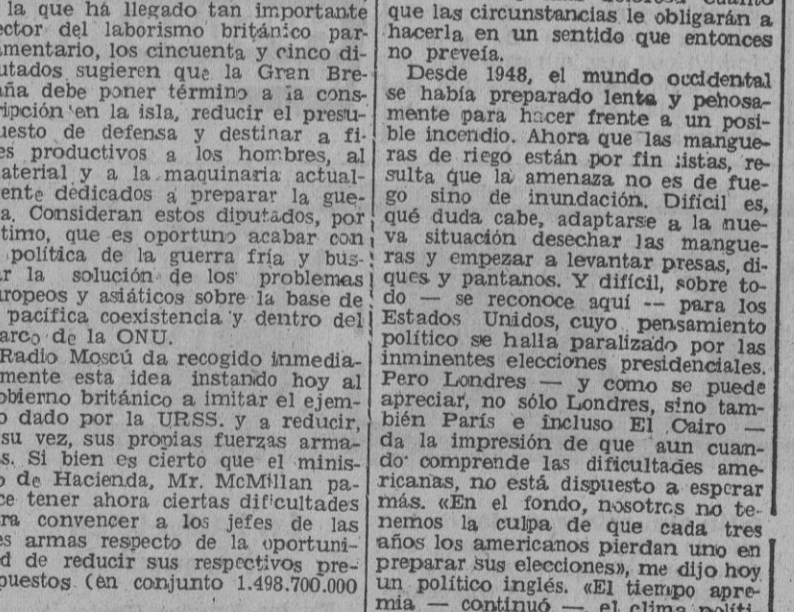 la que há llegado tan importante
ector del laborismo británico par-
amentario, los cincuenta y cinco di-
utados sugieren que la Gran Bre-
aña debe poner término a la cons-
ripción en la isla, reducir el presu-
uesto de defensa y destinar a fi-
es productivos a los hombres, al
aterial y a la maquinaria actual-
ente dedicados a preparar la gue-
a. Consideran estos diputados, por
timo, que es oportuno acabar con
política de la guerra fría y bus-
ar la solución de los problemas
uropeos y asiáticos sobre la base de
pacífica coexistencia y dentro del
arco de la ONU.
Radio Moscú da recogido inmedia-
mente esta idea instando hoy al
obierno británico a imitar el ejem-
o dado por la URSS. y a reducir,
su vez, sus propias fuerzas arma-
s. Si bien es cierto que el minis-
o de Hacienda, Mr. McMillan pa-
ce tener ahora ciertas dificultades
ra convencer a los jefes de las
es armas respecto de la oportuni-
d de reducir sus respectivos pre-
puestos (en conjunto 1.498.700.000
que las circunstancias le obligarán a
hacerla en un sentido que entonces
no preveía.
Desde 1948, el mundo occidental
se había preparado lenta y pehosa-
mente para hacer frente a un posi-
ble incendio. Ahora que las mangue-
ras de riego están por fin listas, re-
sulta que la amenaza no es de fue-
go sino de inundación. Difícil es,
qué duda cabe, adaptarse a la nue-
va situación desechar las mangue-
ras y empezar a levantar presas, di-
ques y pantanos. Y difícil, sobre to-
do — se reconoce aquí — para los
Estados Unidos, cuyo pensamiento
político se halla paralizado por las
inminentes elecciones presidenciales.
Pero Londres — y como se puede
apreciar, no sólo Londres, sino tam-
bién París e incluso El Cairo —
da la impresión de que aun cuan-
do comprende las dificultades ame-
ricanas, no está dispuesto a esperar
más. «En el fondo, nosotros no te-
nemos la culpa de que cada tres
años los americanos pierdan uno en
preparar sus elecciones», me dijo hoy
un político inglés. «El tiempo apre-
mia — continuó — el clima políti-